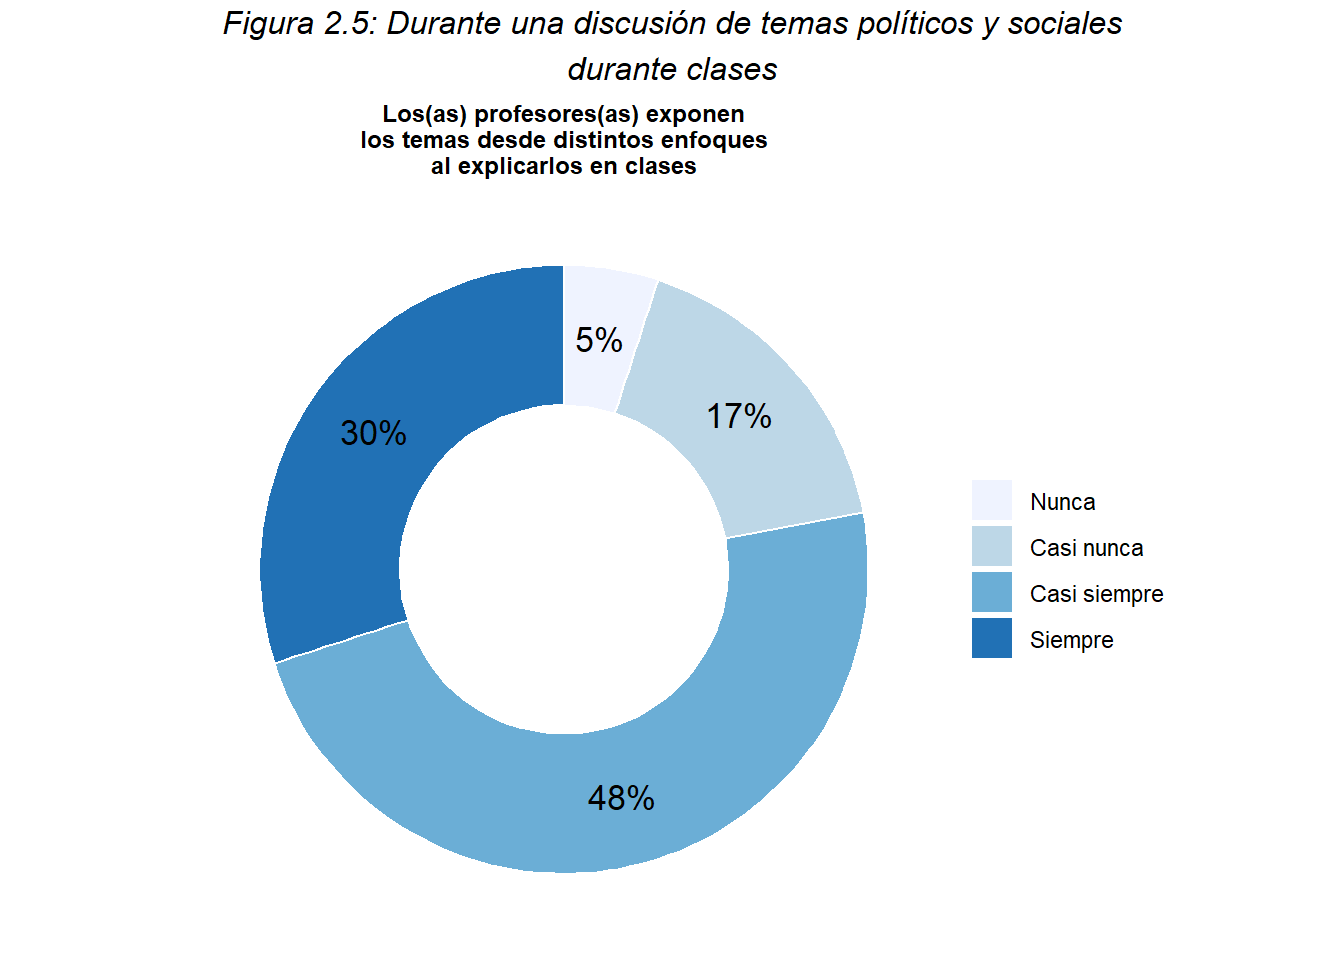 Figura 2.5: Durante una discusión de temas políticos y sociales
durante clases
Los(as) profesores(as) exponen
los temas desde distintos enfoques
al explicarlos en clases
5%
17%
30%
48%
Nunca
Casi nunca
Casi siempre
Siempre